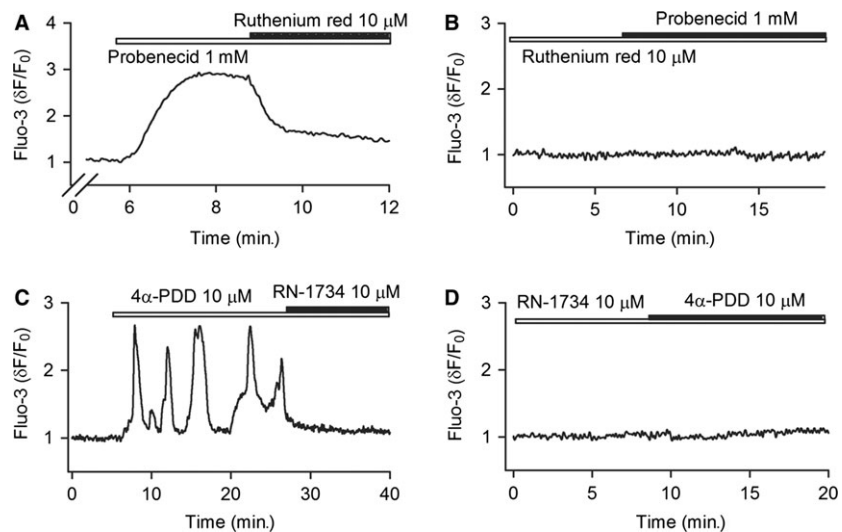 A
Ruthenium red 10 μM
Probenecid 1 mM
Fluo-3 (δF/F0)
4
3
2
1
0 6 8 10 12
Time (min.)
B
Probenecid 1 mM
Ruthenium red 10 μM
Fluo-3 (δF/F0)
3
2
1
0 5 10 15
Time (min.)
C
4α-PDD 10 μM
RN-1734 10 μM
Fluo-3 (δF/F0)
3
2
1
0 10 20 30 40
Time (min.)
D
RN-1734 10 μM
4α-PDD 10 μM
Fluo-3 (δF/F0)
3
2
1
0 5 10 15 20
Time (min.)